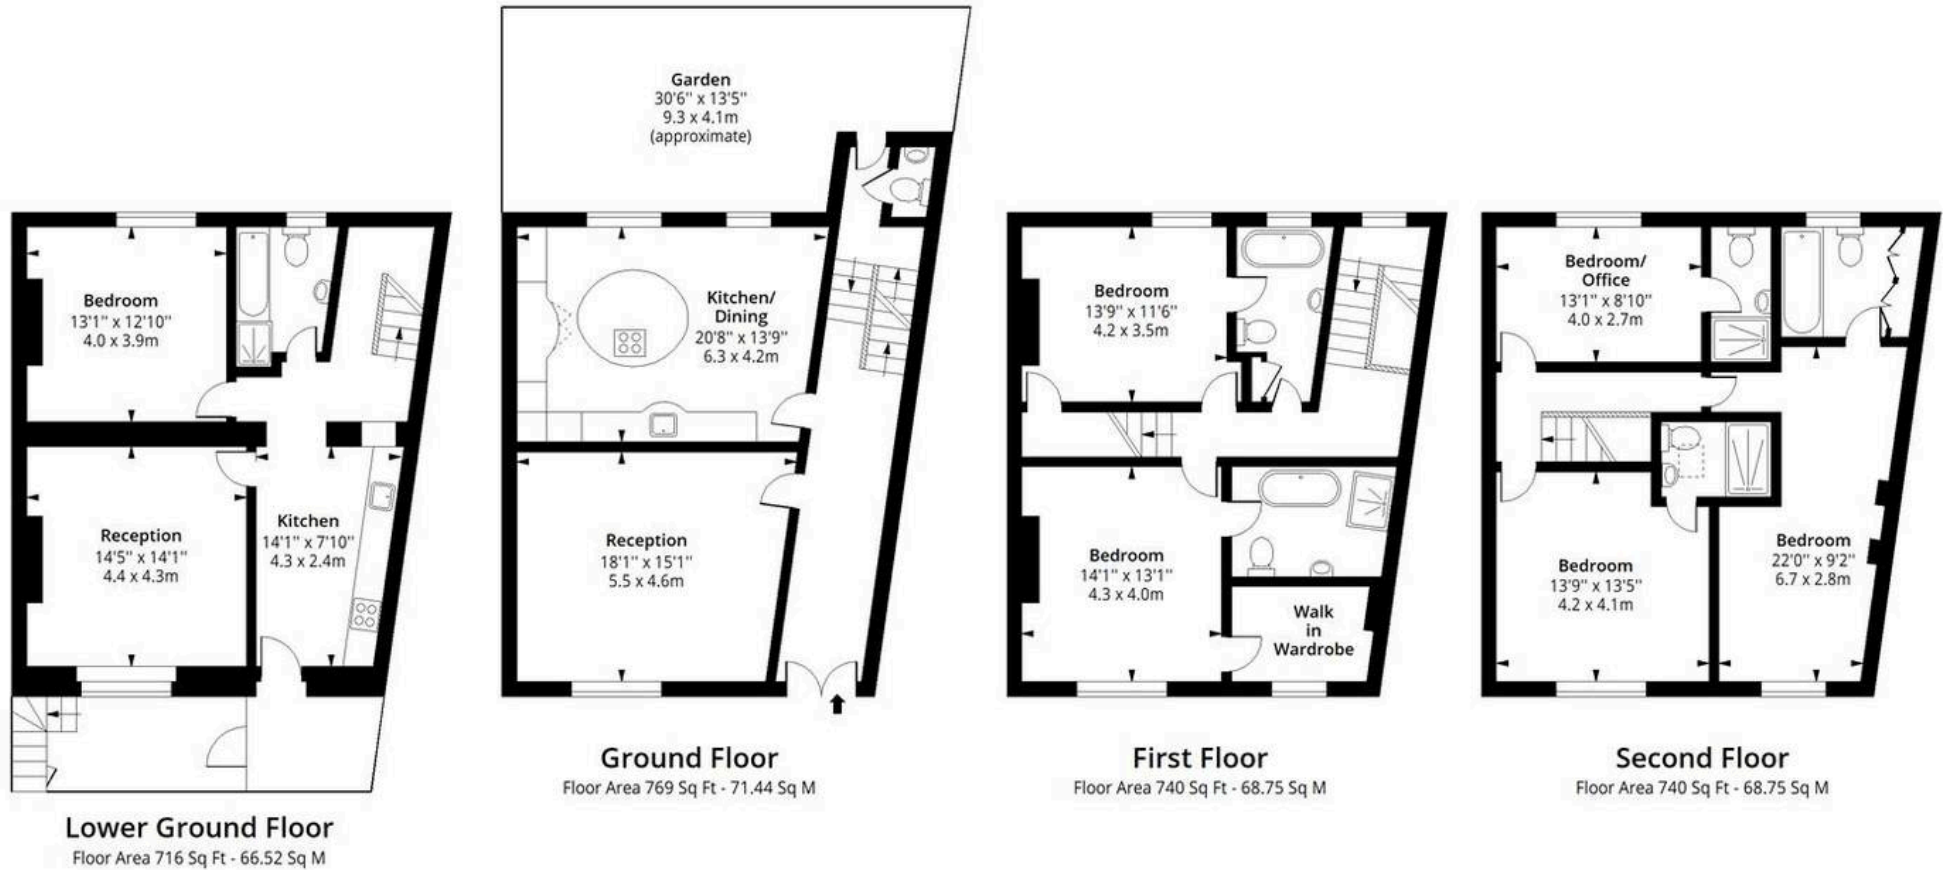 Bedroom
13'1" x 12'10"
4.0 x 3.9m
Reception
14'5" x 14'1"
4.4 x 4.3m
Kitchen
14'1" x 7'10"
4.3 x 2.4m
Lower Ground Floor
Floor Area 716 Sq Ft - 66.52 Sq M
Garden
30'6" x 13'5"
9.3 x 4.1m
(approximate)
Kitchen/
Dining
20'8" x 13'9"
6.3 x 4.2m
Reception
18'1" x 15'1"
5.5 x 4.6m
Ground Floor
Floor Area 769 Sq Ft - 71.44 Sq M
Bedroom
13'9" x 11'6"
4.2 x 3.5m
Bedroom
14'1" x 13'1"
4.3 x 4.0m
Walk
in
Wardrobe
First Floor
Floor Area 740 Sq Ft - 68.75 Sq M
Bedroom/
Office
13'1" x 8'10"
4.0 x 2.7m
Bedroom
13'9" x 13'5"
4.2 x 4.1m
Bedroom
22'0" x 9'2"
6.7 x 2.8m
Second Floor
Floor Area 740 Sq Ft - 68.75 Sq M